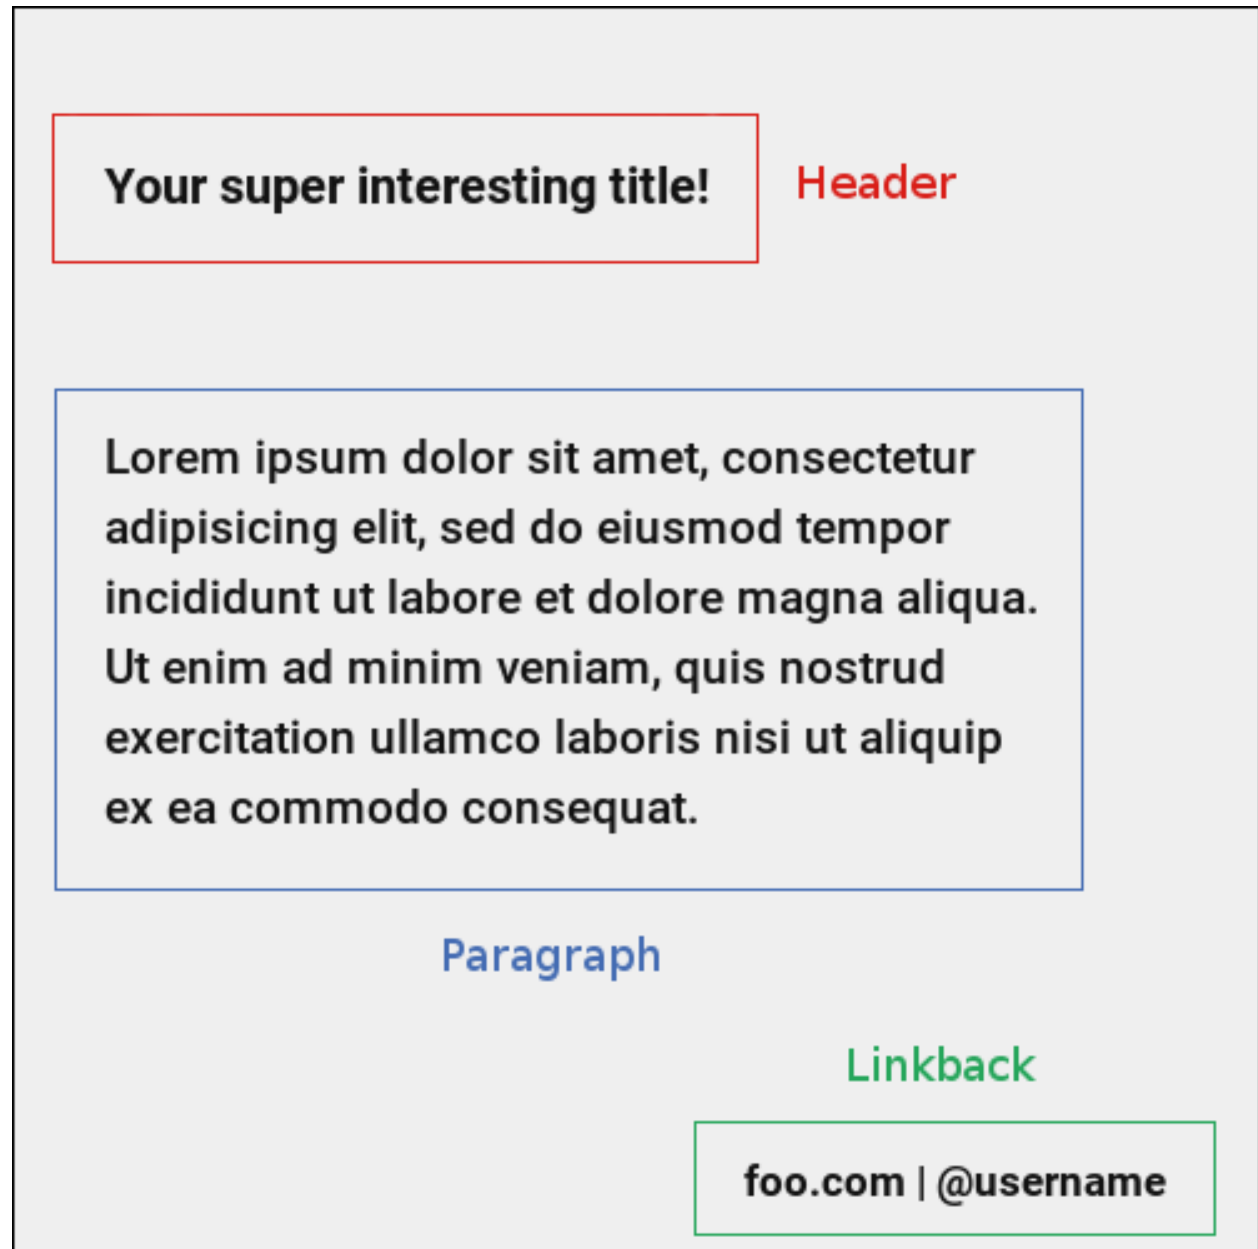 Your super interesting title!
Header
Lorem ipsum dolor sit amet, consectetur
adipisicing elit, sed do eiusmod tempor
incididunt ut labore et dolore magna aliqua.
Ut enim ad minim veniam, quis nostrud
exercitation ullamco laboris nisi ut aliquip
ex ea commodo consequat.
Paragraph
Linkback
foo.com | @username